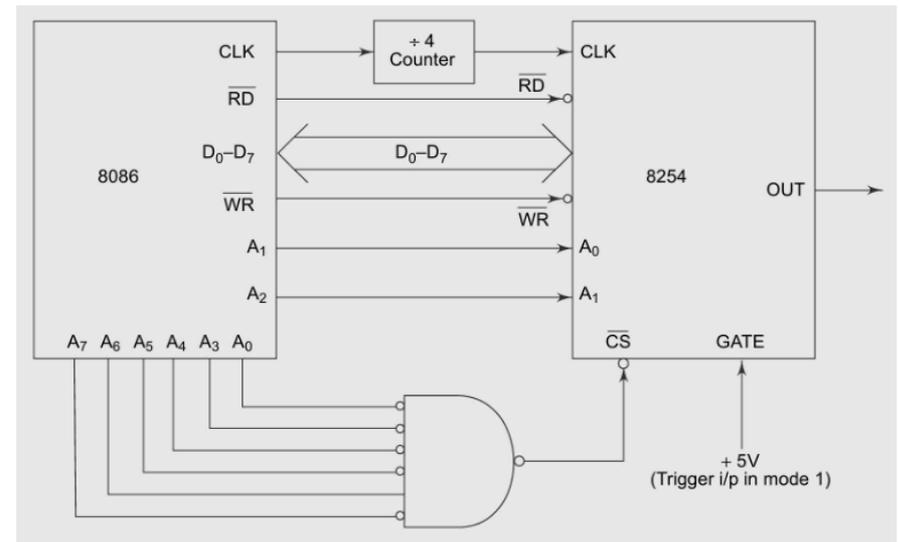 CLK
÷ 4
Counter
CLK
RD
RD
D0–D7
D0–D7
8086
8254
OUT
WR
WR
A1
A0
A2
A1
A7 A6 A5 A4 A3 A0
CS
GATE
+ 5V
(Trigger i/p in mode 1)